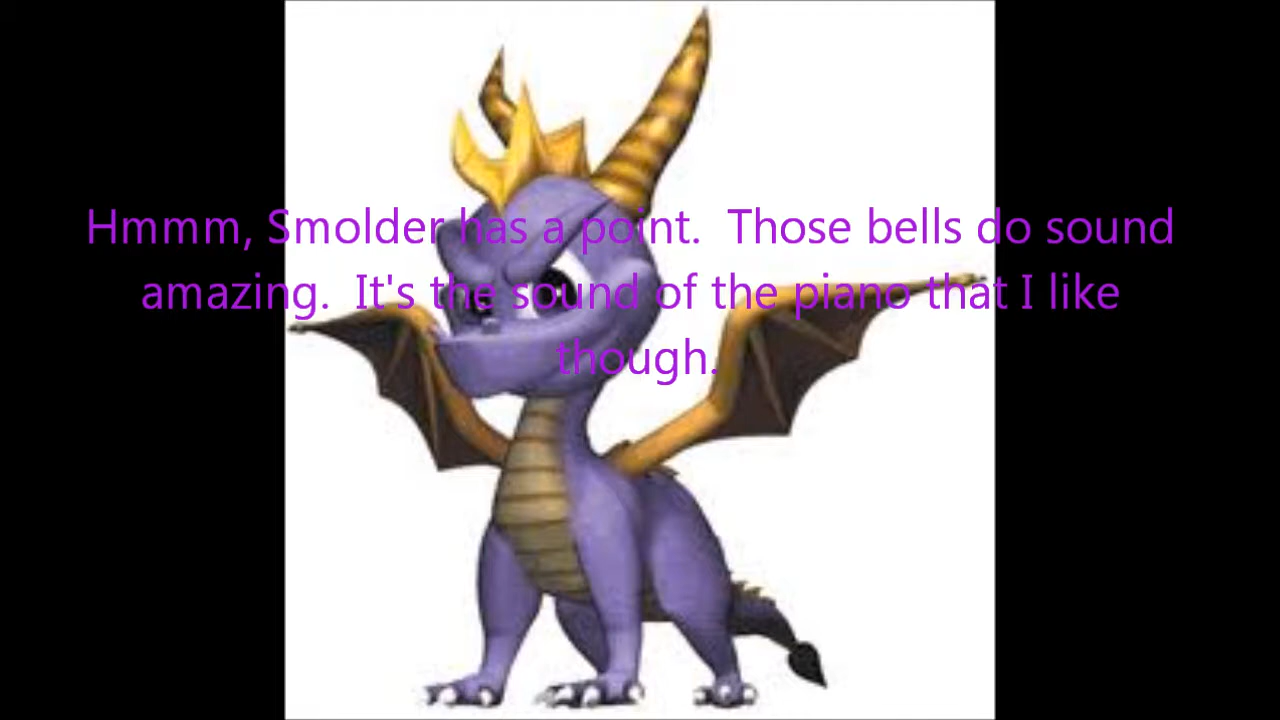 Hmmm, Smolder has a point.  Those bells do sound
amazing.  It's the sound of the piano that I like
though.